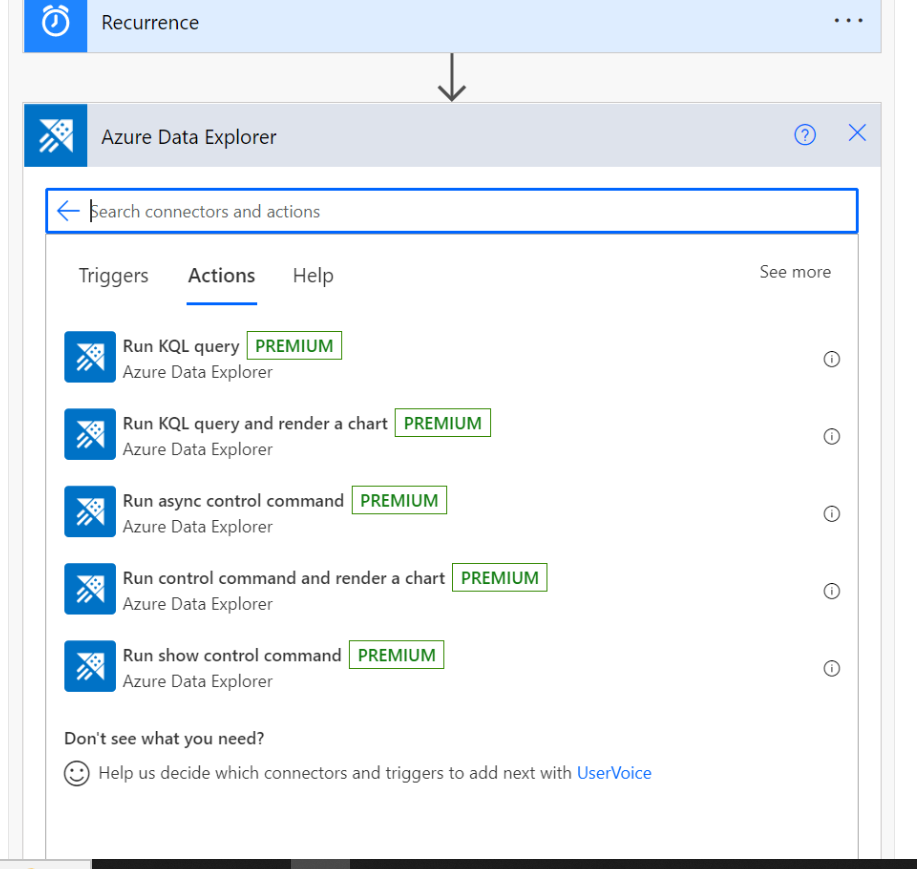 Recurrence
Azure Data Explorer
Search connectors and actions
Triggers Actions Help See more
Run KQL query PREMIUM
Azure Data Explorer
Run KQL query and render a chart PREMIUM
Azure Data Explorer
Run async control command PREMIUM
Azure Data Explorer
Run control command and render a chart PREMIUM
Azure Data Explorer
Run show control command PREMIUM
Azure Data Explorer
Don't see what you need?
Help us decide which connectors and triggers to add next with UserVoice